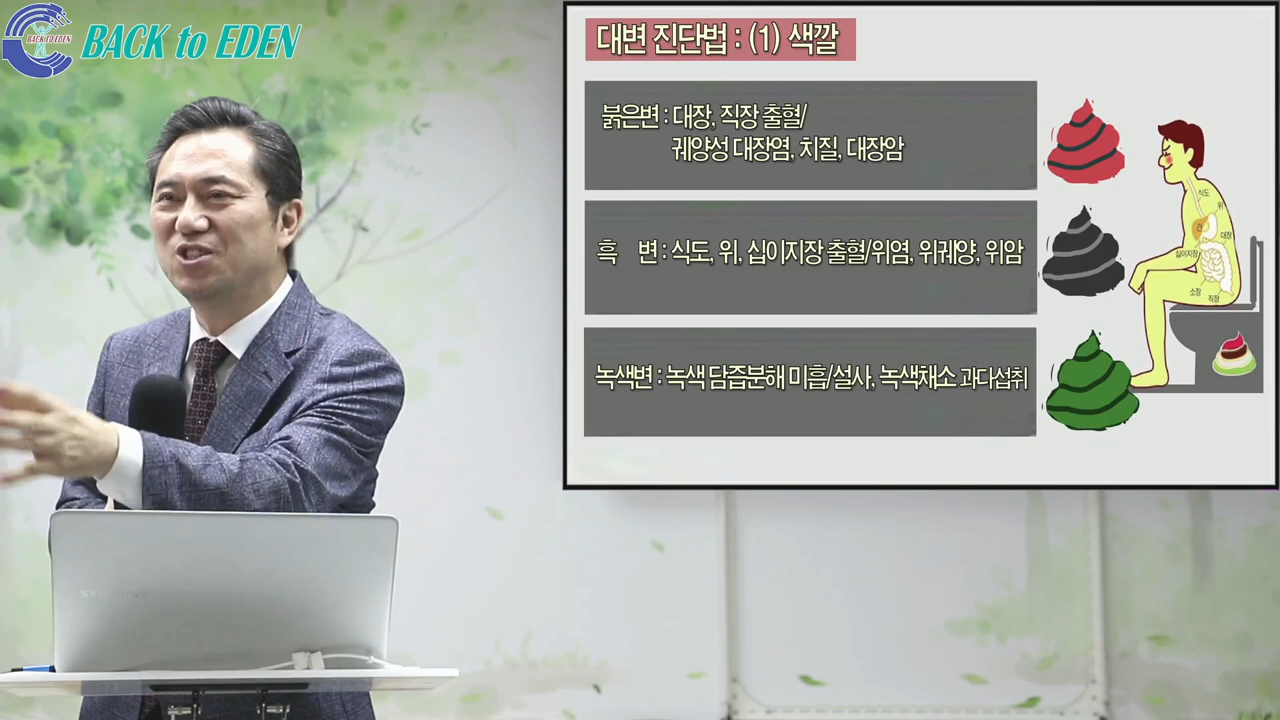 BACK TO EDEN
BACK to EDEN
대변 진단법 : (1) 색깔
붉은변 : 대장, 직장 출혈/
궤양성 대장염, 치질, 대장암
흑 변 : 식도, 위, 십이지장 출혈/위염, 위궤양, 위암
녹색변 : 녹색 담즙분해 미흡/설사, 녹색채소 과다섭취
식도
위
간
대장
십이지장
소장
직장